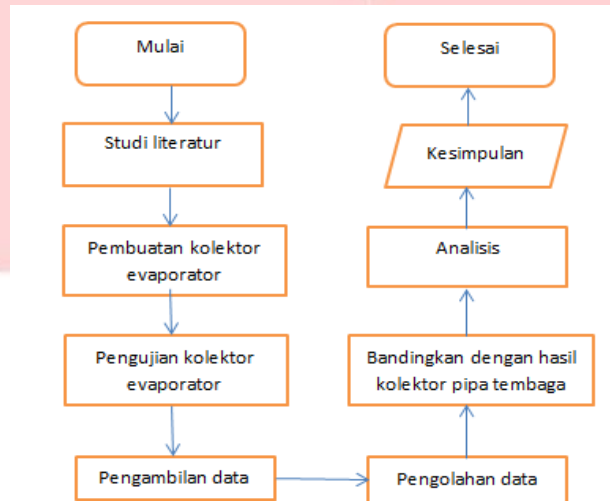 Mulai
Studi literatur
Pembuatan kolektor
evaporator
Pengujian kolektor
evaporator
Pengambilan data
Pengolahan data
Bandingkan dengan hasil
kolektor pipa tembaga
Analisis
Kesimpulan
Selesai